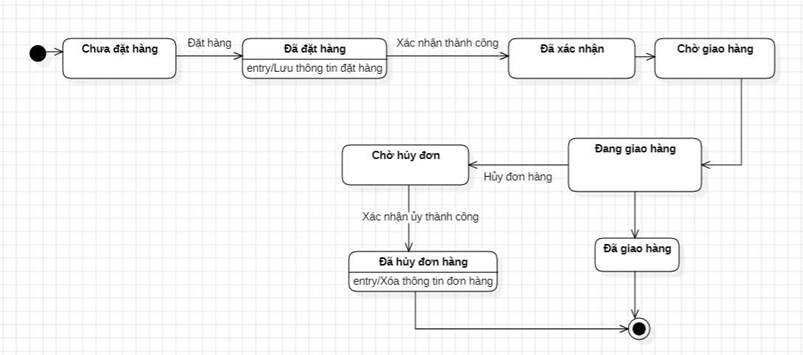 Chưa đặt hàng
Đặt hàng
Đã đặt hàng
entry/Lưu thông tin đặt hàng
Xác nhận thành công
Đã xác nhận
Chờ giao hàng
Đang giao hàng
Hủy đơn hàng
Chờ hủy đơn
Xác nhận ủy thành công
Đã hủy đơn hàng
entry/Xóa thông tin đơn hàng
Đã giao hàng